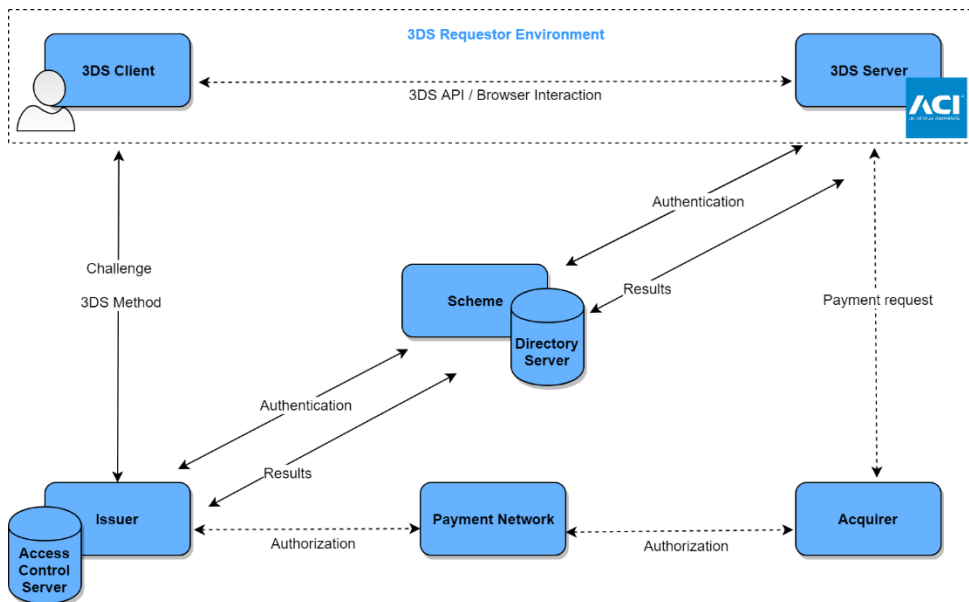 3DS Requestor Environment
3DS Client
3DS Server
3DS API / Browser Interaction
ACI
Authentication
Challenge
3DS Method
Scheme
Results
Payment request
Directory
Server
Authentication
Results
Issuer
Payment Network
Acquirer
Authorization
Authorization
Access
Control
Server